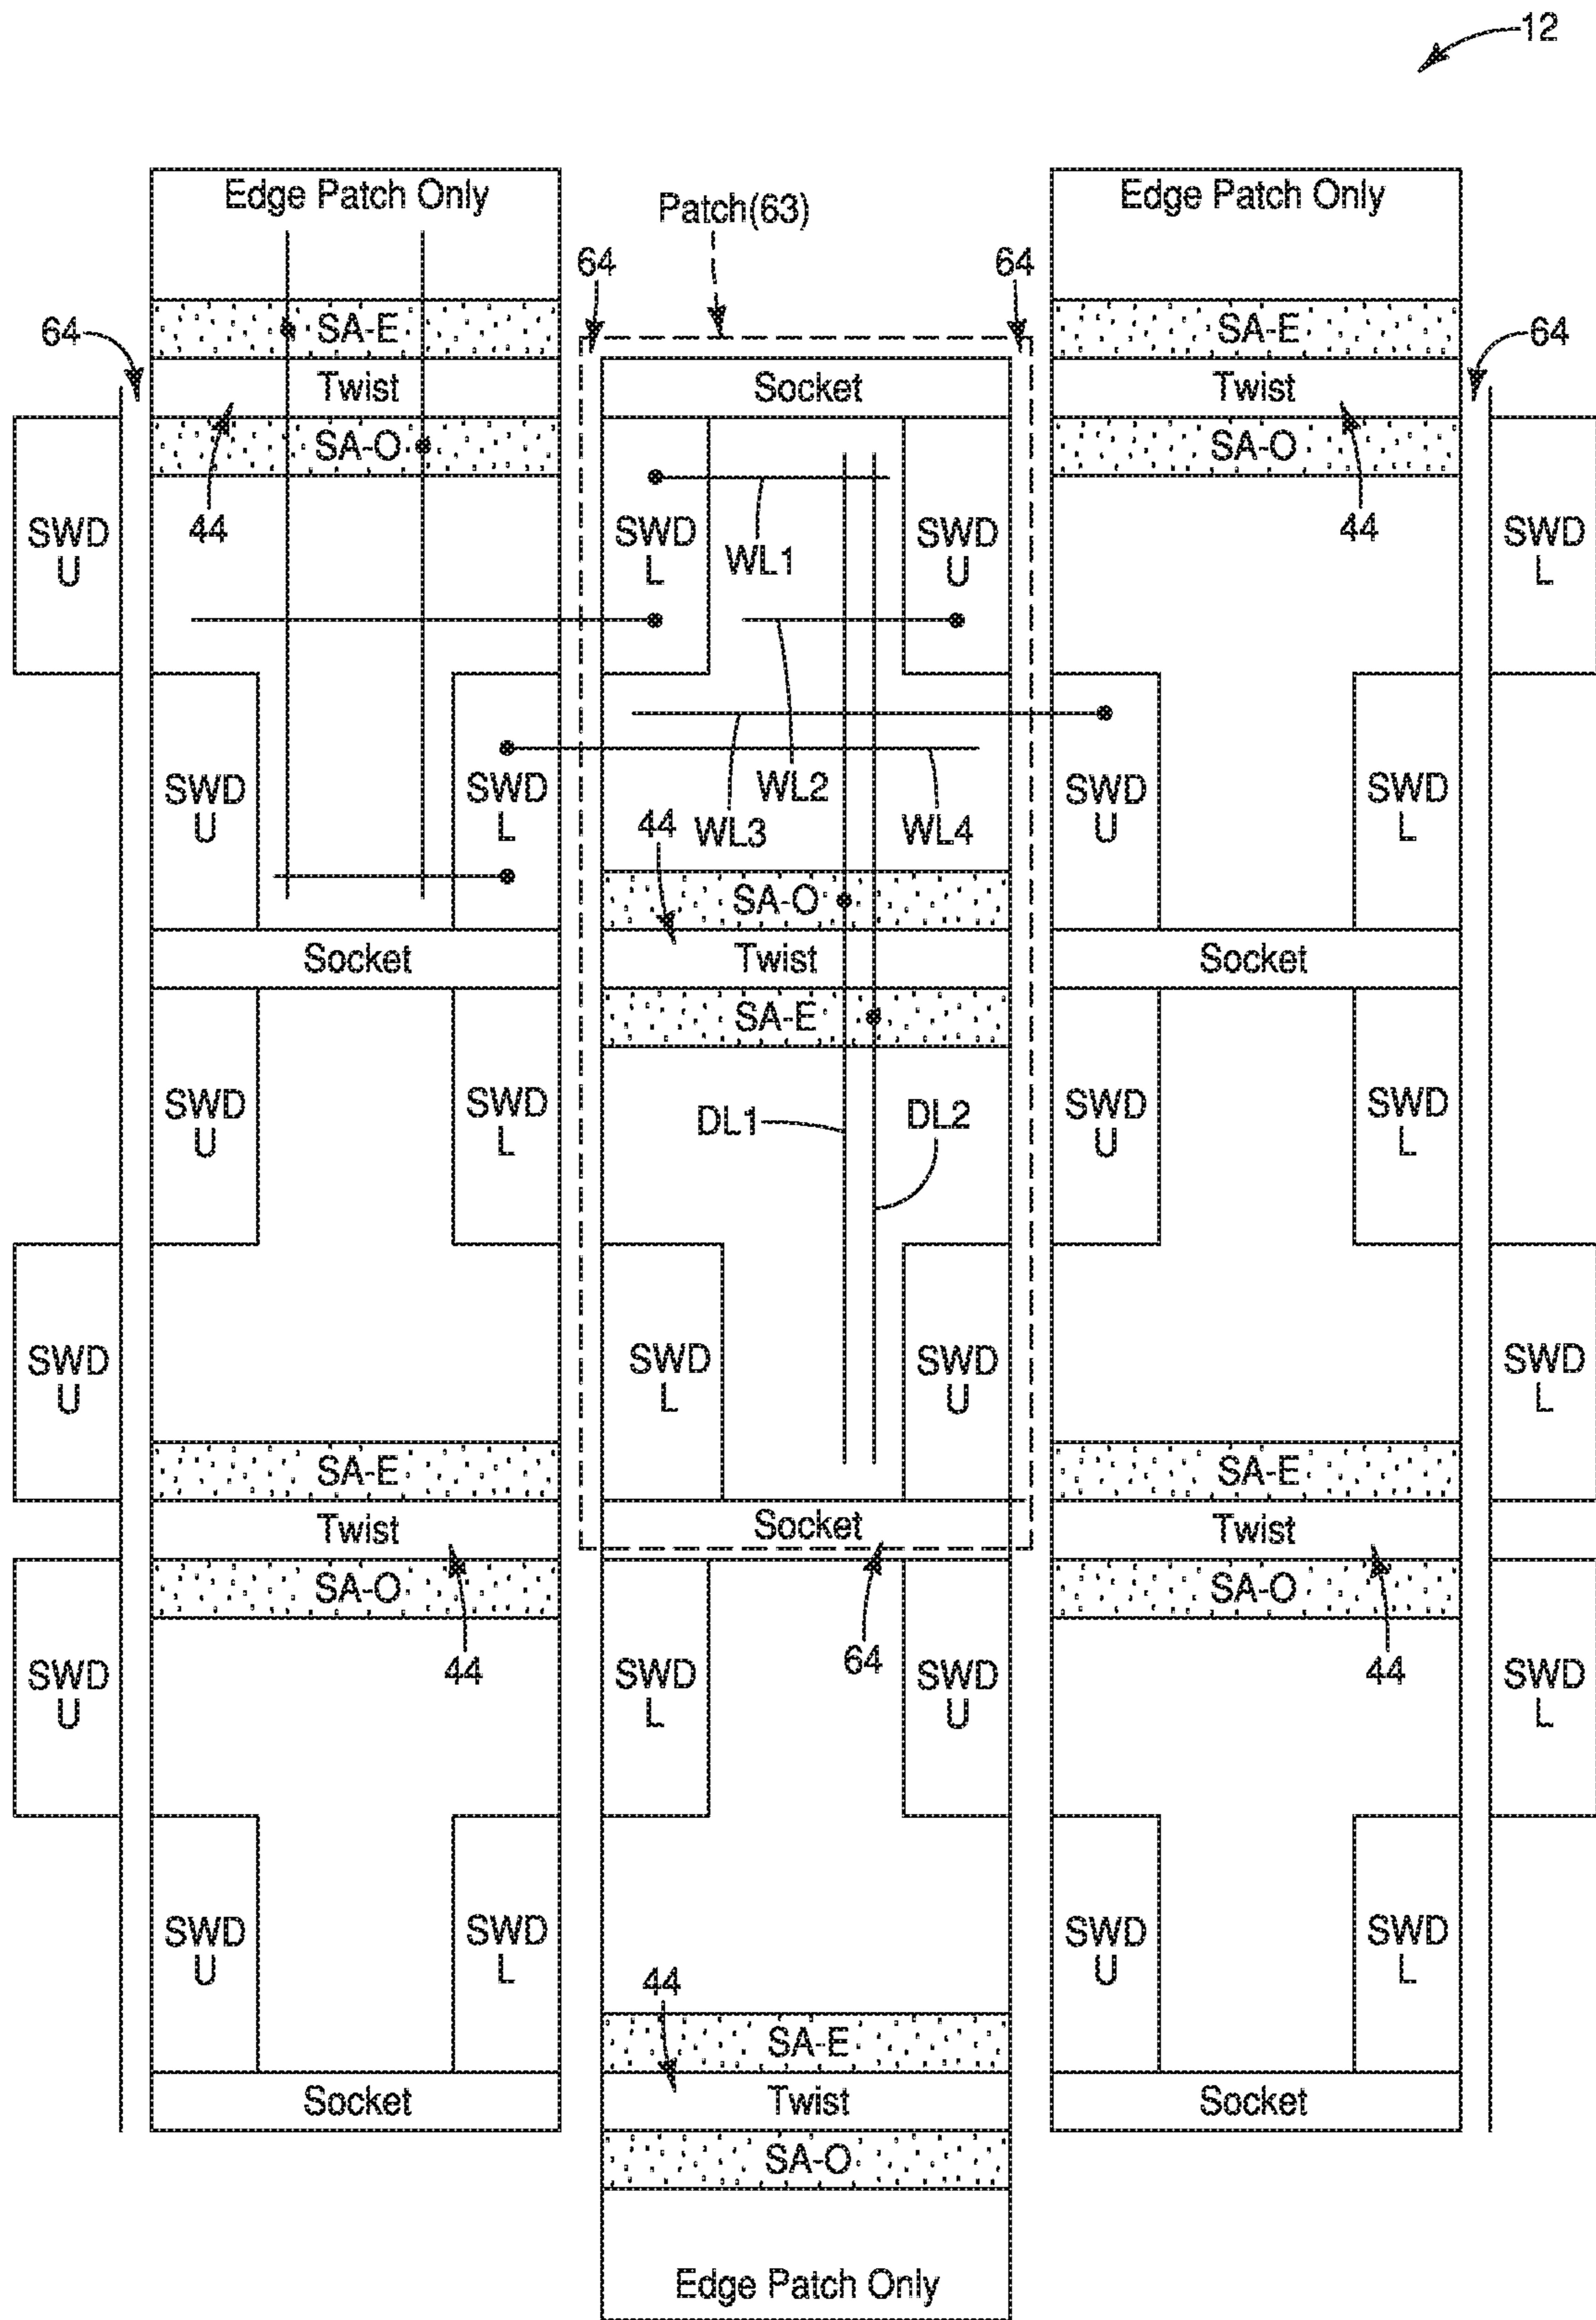 12
Edge Patch Only
Edge Patch Only
Patch(63)
64
64
64
64
SA-E
SA-E
Twist
Socket
Twist
SA-O
SA-O
44
44
SWD
U
SWD
L
WL1
SWD
U
SWD
L
SWD
U
SWD
L
WL2
44
WL3
WL4
SWD
U
SWD
L
SA-O
Socket
Twist
Socket
SA-E
SWD
U
SWD
L
DL1
DL2
SWD
U
SWD
L
SWD
U
SWD
L
SWD
U
SWD
L
SA-E
SA-E
Twist
Socket
Twist
SA-O
SA-O
44
64
44
SWD
U
SWD
L
SWD
U
SWD
L
SWD
U
SWD
L
SWD
U
SWD
L
44
SA-E
Socket
Twist
Socket
SA-O
Edge Patch Only